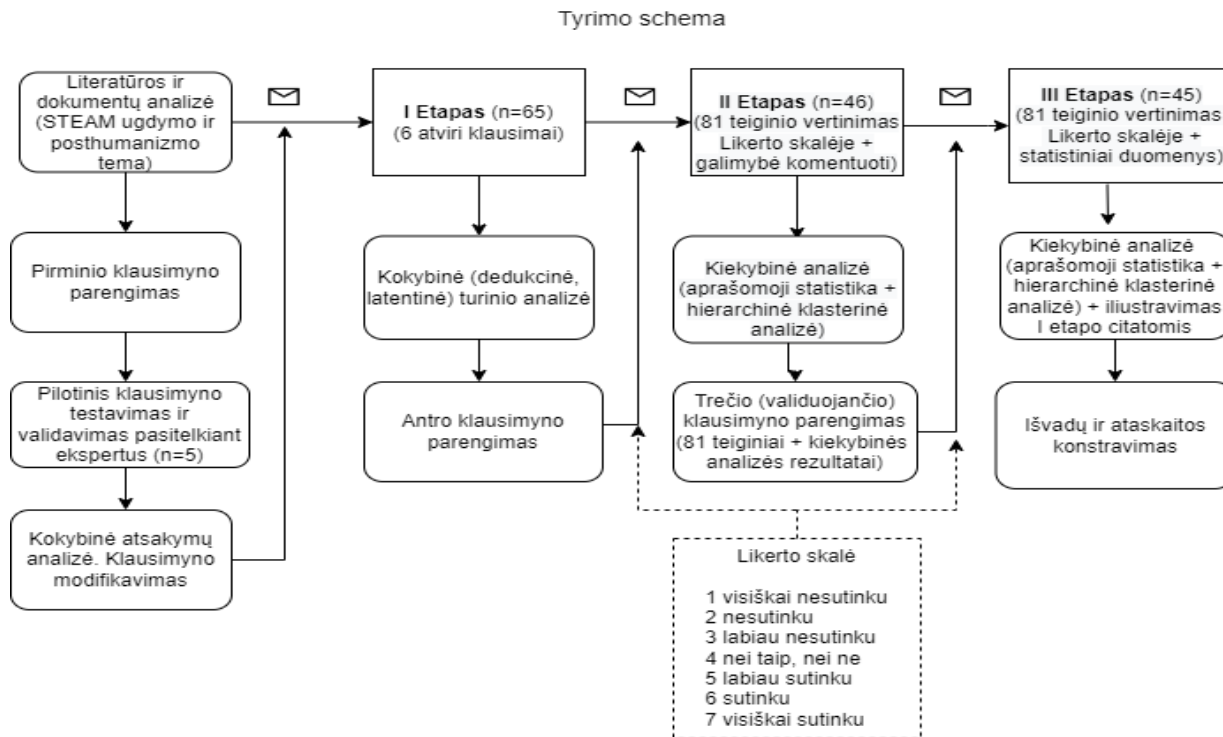 Tyrimo schema
Literatūros ir
dokumentų analizė
(STEAM ugdymo ir
posthumanizmo
tema)
Pirminio klausimyno
parengimas
Pilotinis klausimyno
testavimas ir
validavimas pasitelkiant
ekspertus (n=5)
Kokybinė atsakymų
analizė. Klausimyno
modifikavimas
I Etapas (n=65)
(6 atviri klausimai)
Kokybinė (dedukcinė,
latentinė) turinio analizė
Antro klausimyno
parengimas
II Etapas (n=46)
(81 teiginio vertinimas
Likerto skalėje +
galimybė komentuoti)
Kiekybinė analizė
(aprašomoji statistika +
hierarchinė klasterinė
analizė)
Trečio (validuojančio)
klausimyno parengimas
(81 teiginiai + kiekybinės
analizės rezultatai)
III Etapas (n=45)
(81 teiginio vertinimas
Likerto skalėje +
statistiniai duomenys)
Kiekybinė analizė
(aprašomoji statistika +
hierarchinė klasterinė
analizė) + iliustravimas
I etapo citatomis
Išvadų ir ataskaitos
konstravimas
Likerto skalė
1 visiškai nesutinku
2 nesutinku
3 labiau nesutinku
4 nei taip, nei ne
5 labiau sutinku
6 sutinku
7 visiškai sutinku